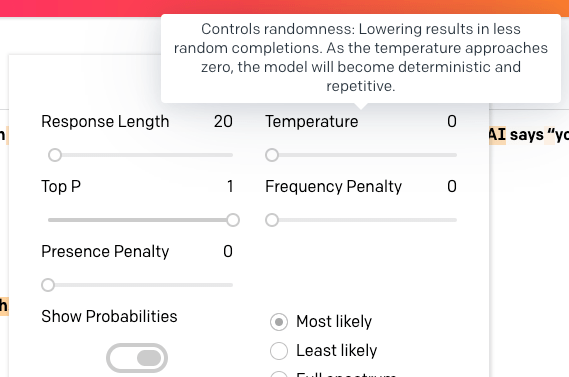 Controls randomness: Lowering results in less
random completions. As the temperature approaches
zero, the model will become deterministic and
repetitive.
AI says “yo
Response Length 20 Temperature 0
Top P 1 Frequency Penalty 0
Presence Penalty 0
h
Show Probabilities
Most likely
Least likely
Full spectrum